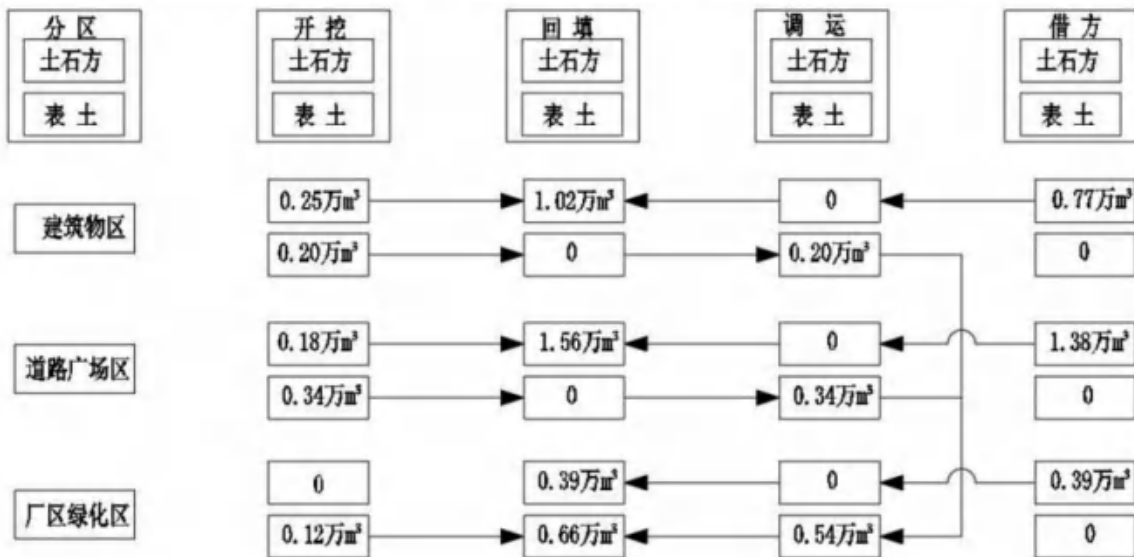 分区 开挖 回填 调运 借方
土石方 土石方 土石方 土石方 土石方
表土 表土 表土 表土 表土
0.25万m³ 1.02万m³ 0 0.77万m³
建筑物区
0.20万m³ 0 0.20万m³ 0
0.18万m³ 1.56万m³ 0 1.38万m³
道路广场区
0.34万m³ 0 0.34万m³ 0
0 0.39万m³ 0 0.39万m³
厂区绿化区
0.12万m³ 0.66万m³ 0.54万m³ 0